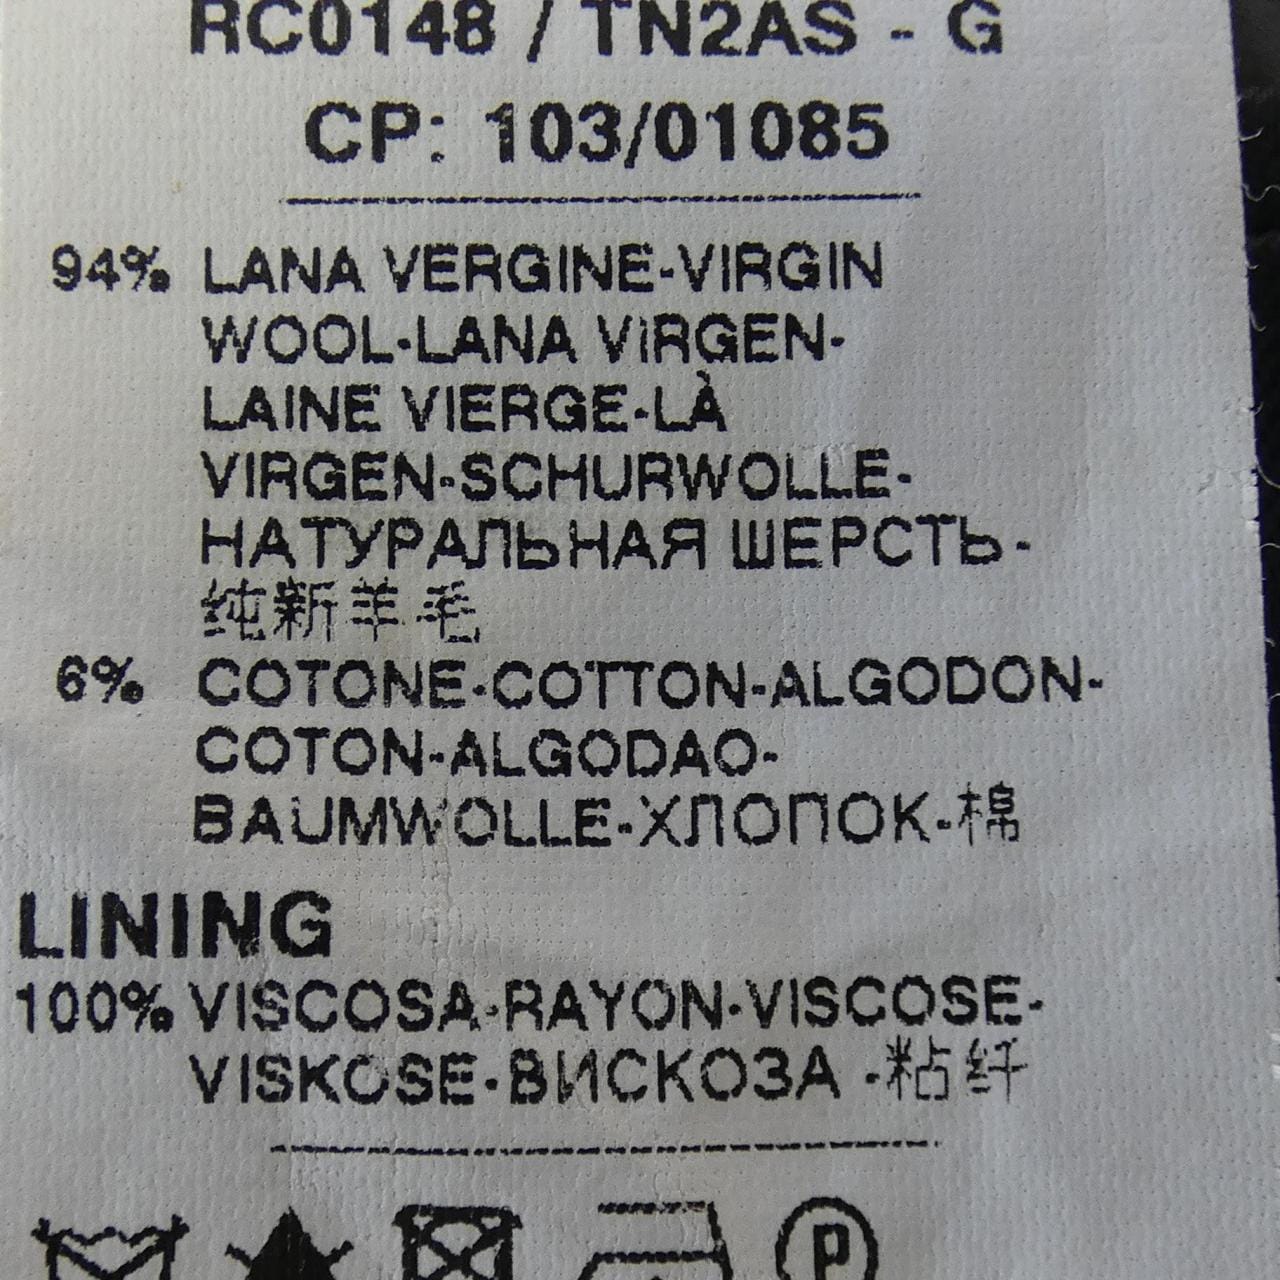 RC0148 / TN2AS - G
CP: 103/01085
94% LANA VERGINE-VIRGIN
WOOL-LANA VIRGEN-
LAINE VIERGE-LÀ
VIRGEN-SCHURWOLLE-
НАТУРАЛЬНАЯ ШЕРСТЬ-
纯新羊毛
6% COTONE-COTTON-ALGODON-
COTON-ALGODAO-
BAUMWOLLE-ХЛОПОК-棉
LINING
100% VISCOSA-RAYON-VISCOSE-
VISKOSE-ВИСКОЗА -粘纤
P